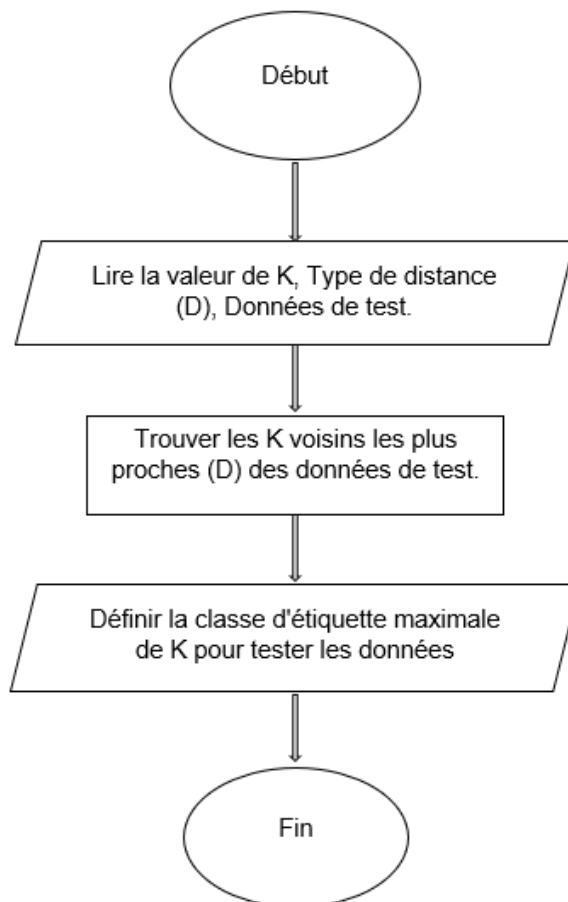 Début
Lire la valeur de K, Type de distance
(D), Données de test.
Trouver les K voisins les plus
proches (D) des données de test.
Définir la classe d'étiquette maximale
de K pour tester les données
Fin